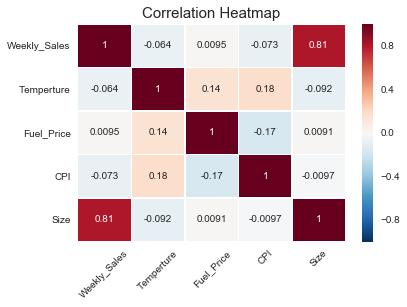 Correlation Heatmap
Weekly_Sales 1 -0.064 0.0095 -0.073 0.81
Temperture -0.064 1 0.14 0.18 -0.092
Fuel_Price 0.0095 0.14 1 -0.17 0.0091
CPI -0.073 0.18 -0.17 1 -0.0097
Size 0.81 -0.092 0.0091 -0.0097 1
Weekly_Sales Temperture Fuel_Price CPI Size
0.8
0.4
0.0
−0.4
−0.8